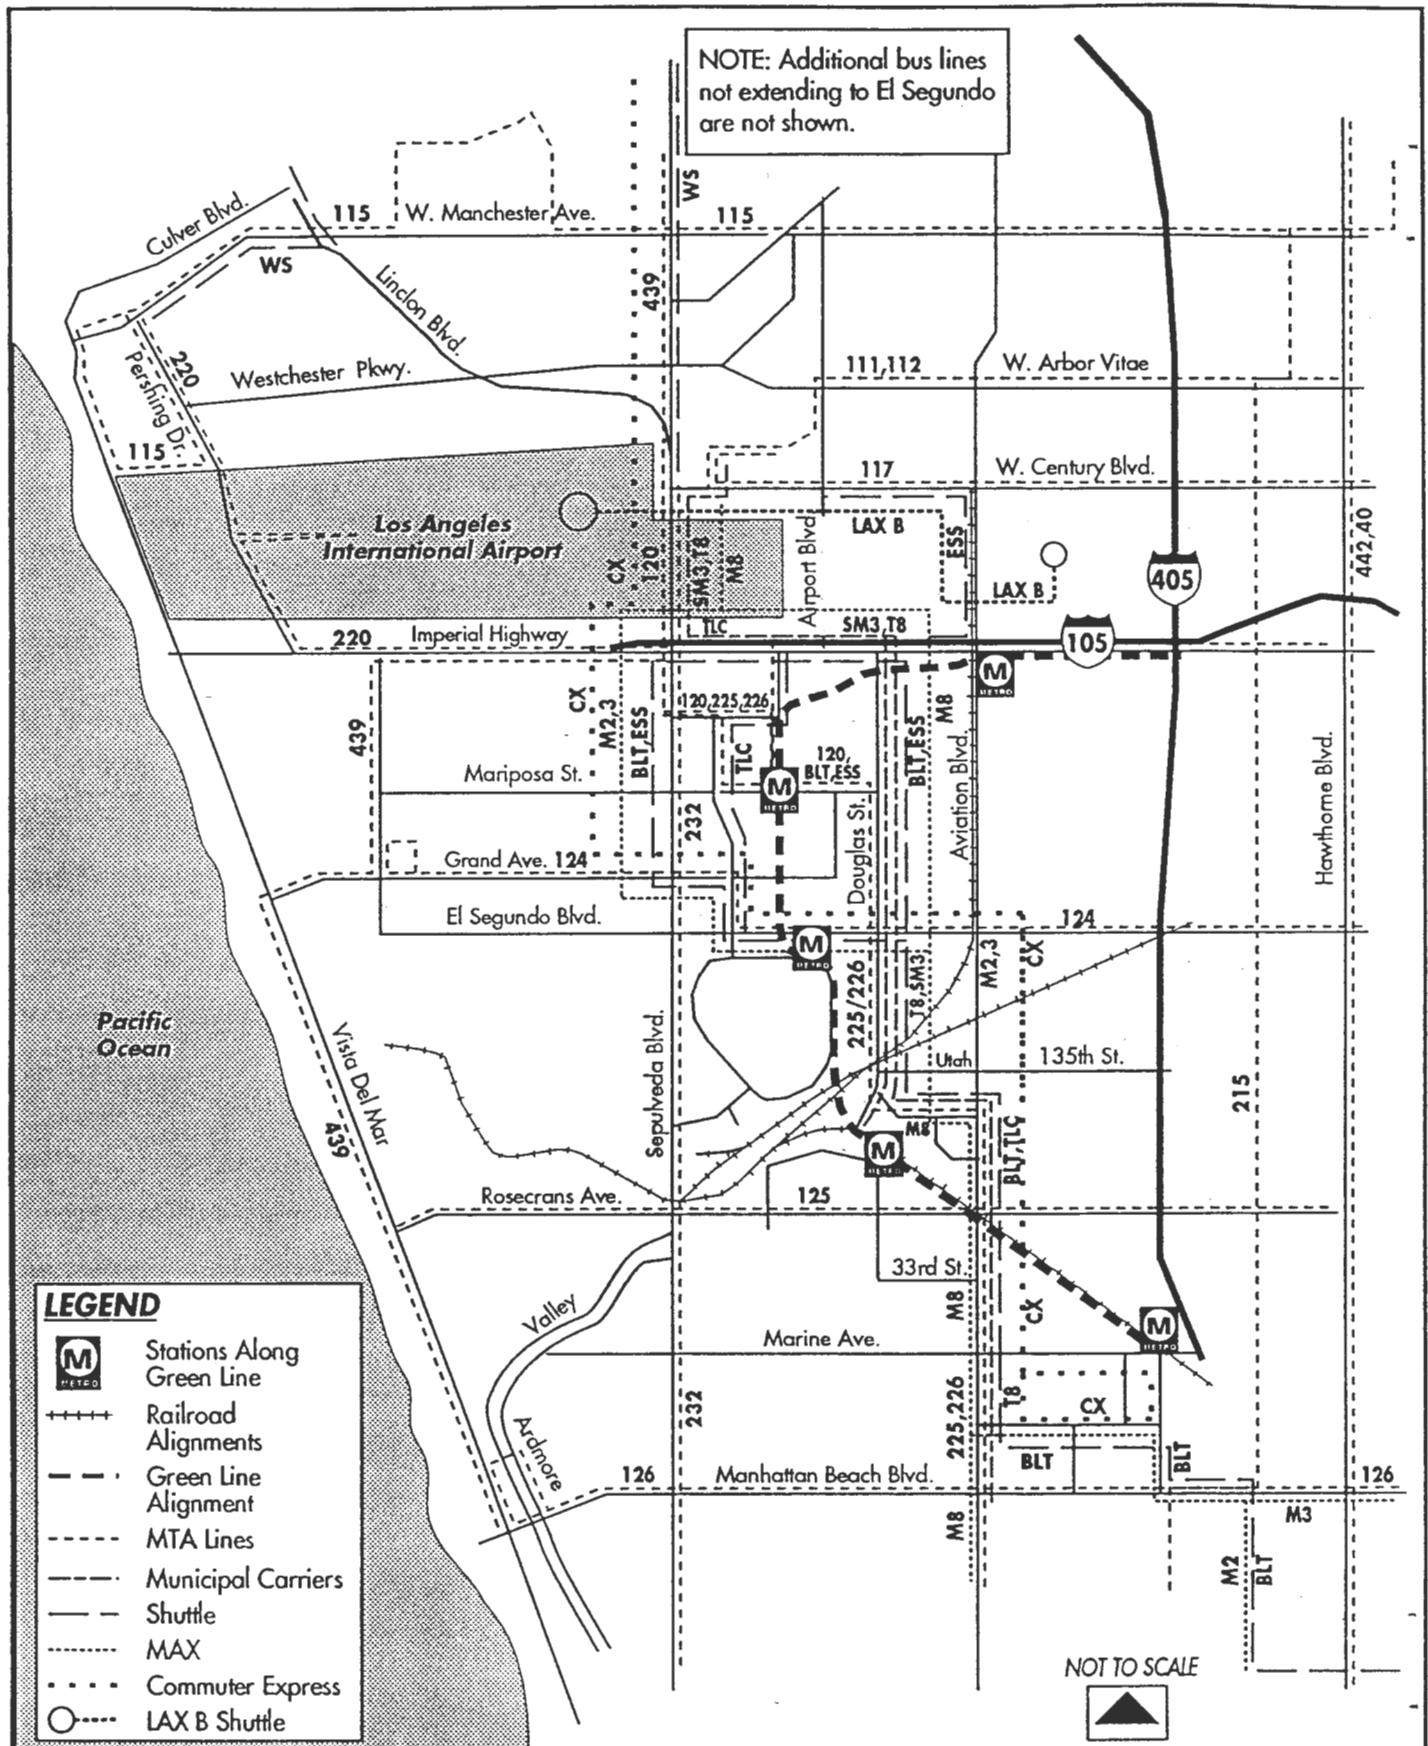 NOTE: Additional bus lines
not extending to El Segundo
are not shown.
WS
Culver Blvd.
115
W. Manchester Ave.
115
WS
439
Linclon Blvd.
220
Pershing Dr.
Westchester Pkwy.
111,112
W. Arbor Vitae
115
117
W. Century Blvd.
Los Angeles
International Airport
CX
120
SM3,T8
M8
Airport Blvd
LAX B
ESS
LAX B
405
442,40
TLC
SM3,T8
220
Imperial Highway
105
M
METRO
439
CX
M2,3
BLT,ESS
120,225,226
TLC
120,
BLT,ESS
M
METRO
BLT,ESS
M8
Aviation Blvd.
Hawthorne Blvd.
Mariposa St.
232
Douglas St.
Grand Ave. 124
El Segundo Blvd.
124
M
METRO
225/226
T8,SM3
M2,3
CX
Pacific
Ocean
Vista Del Mar
439
Sepulveda Blvd.
Utah
135th St.
215
M8
BLT,TLC
M
METRO
Rosecrans Ave.
125
33rd St.
M8
CX
Valley
Marine Ave.
M
METRO
232
225,226
T8
CX
Ardmore
BLT
BLT
126
Manhattan Beach Blvd.
126
M8
M3
M2
BLT
LEGEND
M
METRO
Stations Along
Green Line
Railroad
Alignments
Green Line
Alignment
MTA Lines
Municipal Carriers
Shuttle
MAX
Commuter Express
LAX B Shuttle
NOT TO SCALE